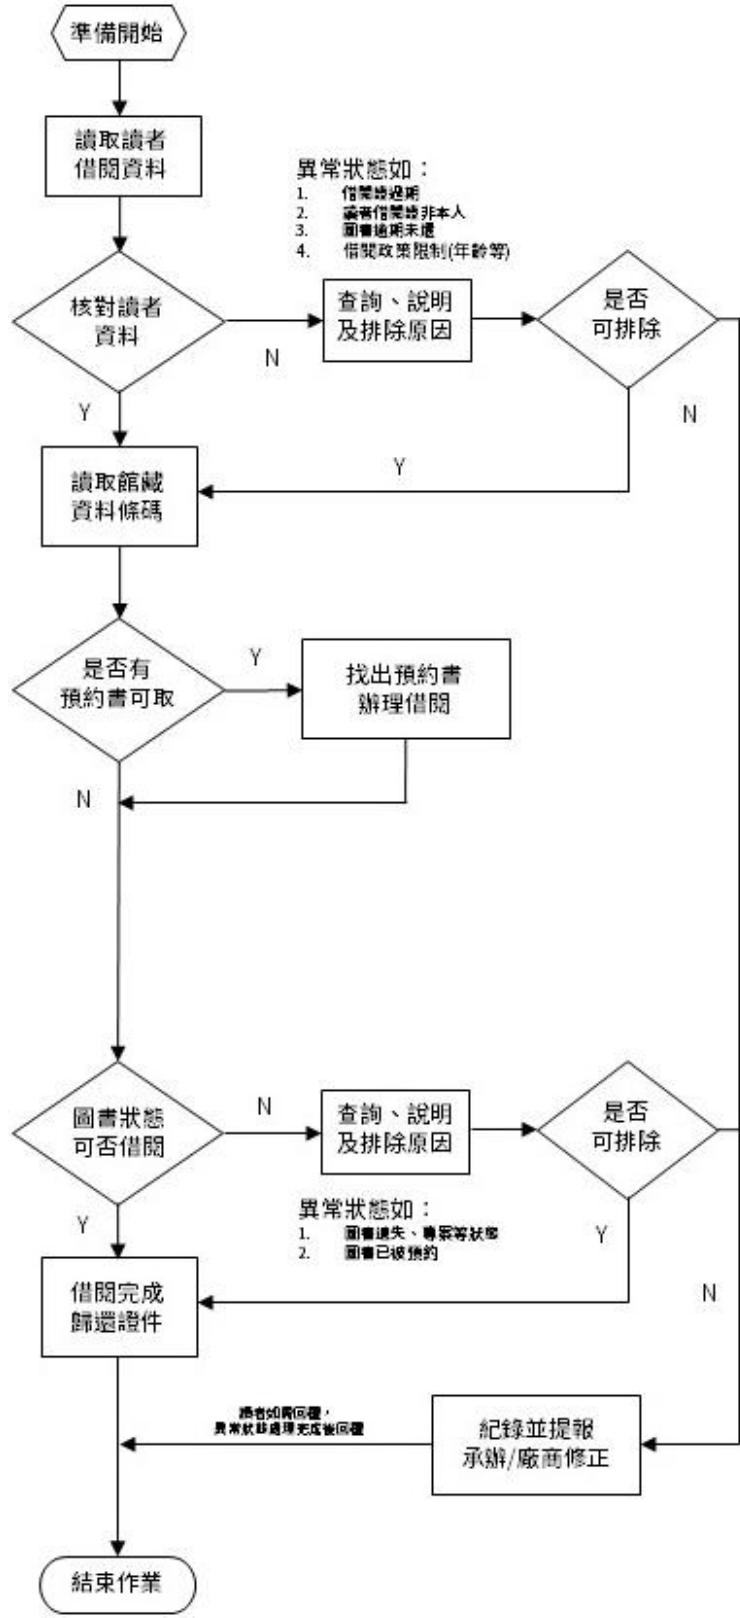 準備開始
讀取讀者
借閱資料
異常狀態如：
1. 借閱證過期
2. 讀者借閱證非本人
3. 圖書逾期未還
4. 借閱政策限制(年齡等)
核對讀者
資料
N
查詢、說明
及排除原因
是否
可排除
N
Y
Y
讀取館藏
資料條碼
是否有
預約書可取
Y
找出預約書
辦理借閱
N
圖書狀態
可否借閱
N
查詢、說明
及排除原因
是否
可排除
異常狀態如：
1. 圖書遺失、專案等狀態
2. 圖書已被預約
Y
Y
N
借閱完成
歸還證件
讀者如需回覆，
異常狀態處理完成後回覆
紀錄並提報
承辦/廠商修正
結束作業